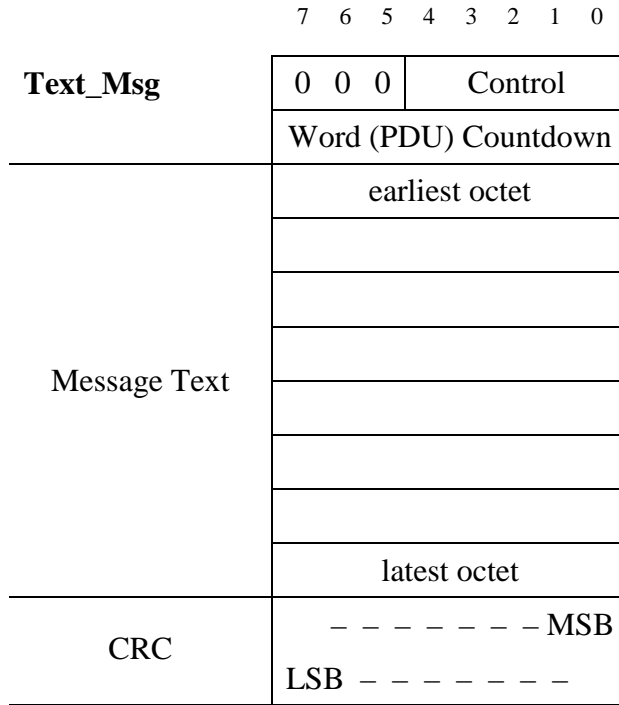 7 6 5 4 3 2 1 0
Text_Msg 0 0 0 Control
Word (PDU) Countdown
earliest octet
Message Text
latest octet
CRC – – – – – – – MSB
LSB – – – – – – –